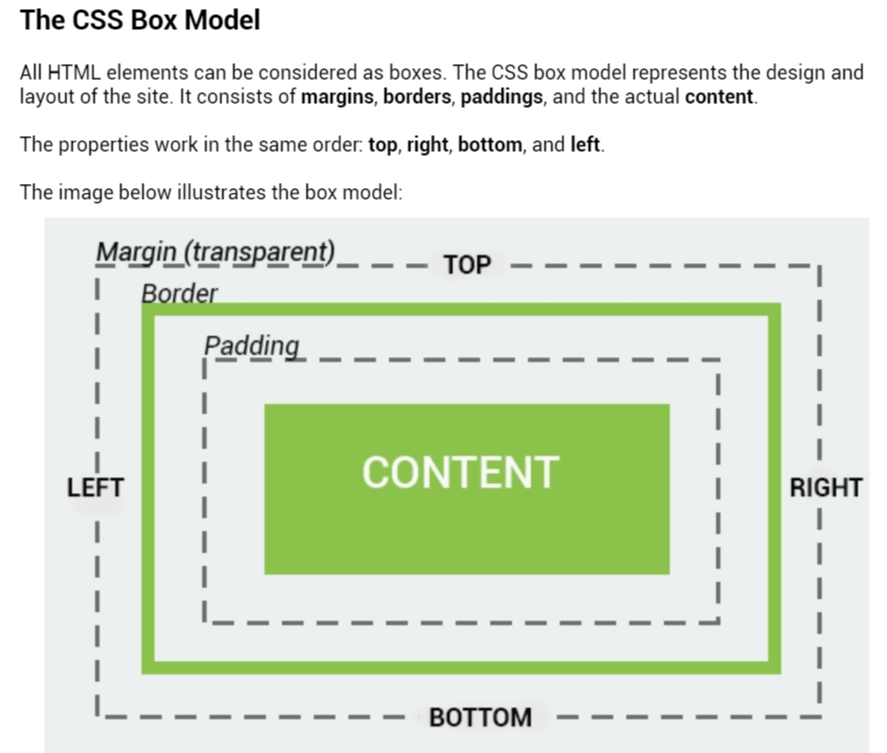 The CSS Box Model
All HTML elements can be considered as boxes. The CSS box model represents the design and
layout of the site. It consists of margins, borders, paddings, and the actual content.
The properties work in the same order: top, right, bottom, and left.
The image below illustrates the box model:
Margin (transparent)
TOP
Border
Padding
CONTENT
LEFT
RIGHT
BOTTOM